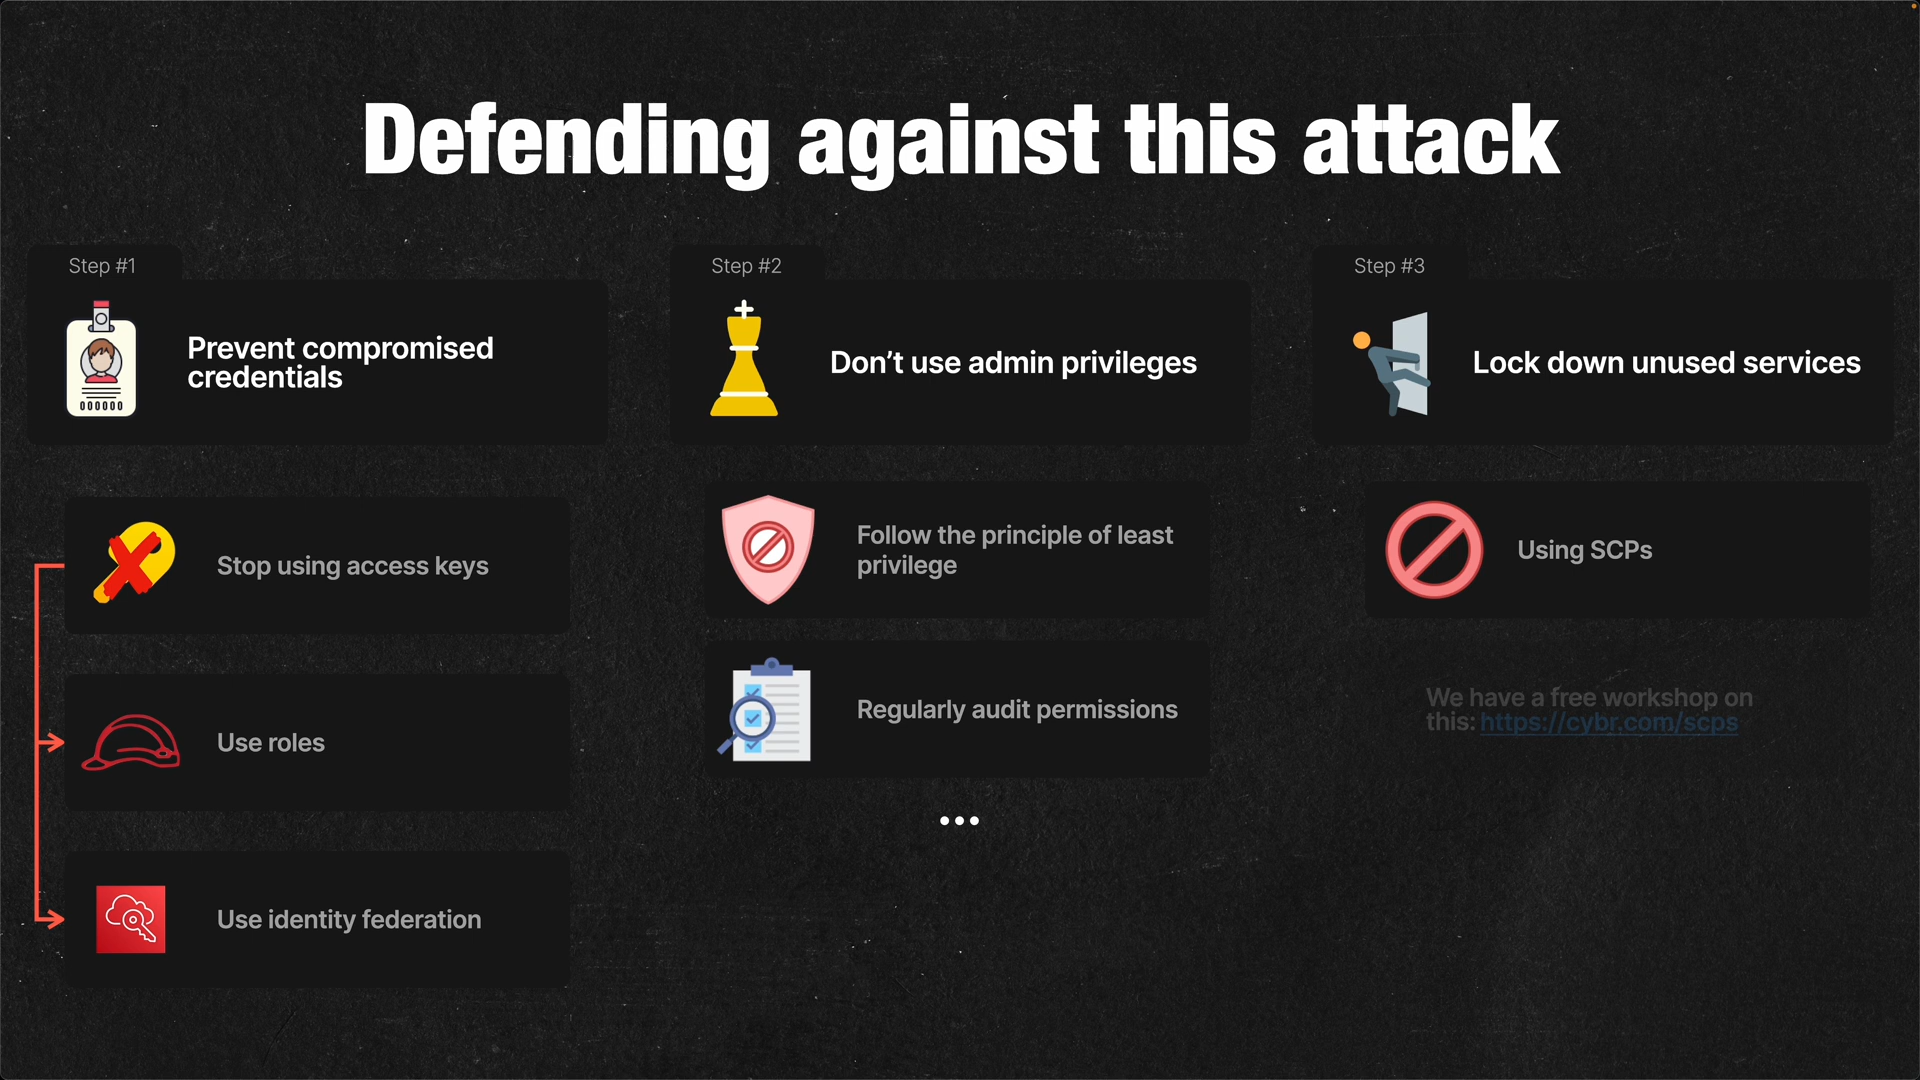 Defending against this attack
Step #1
Prevent compromised
credentials
Stop using access keys
Use roles
Use identity federation
Step #2
Don’t use admin privileges
Follow the principle of least
privilege
Regularly audit permissions
...
Step #3
Lock down unused services
Using SCPs
We have a free workshop on
this: https://cybr.com/scps